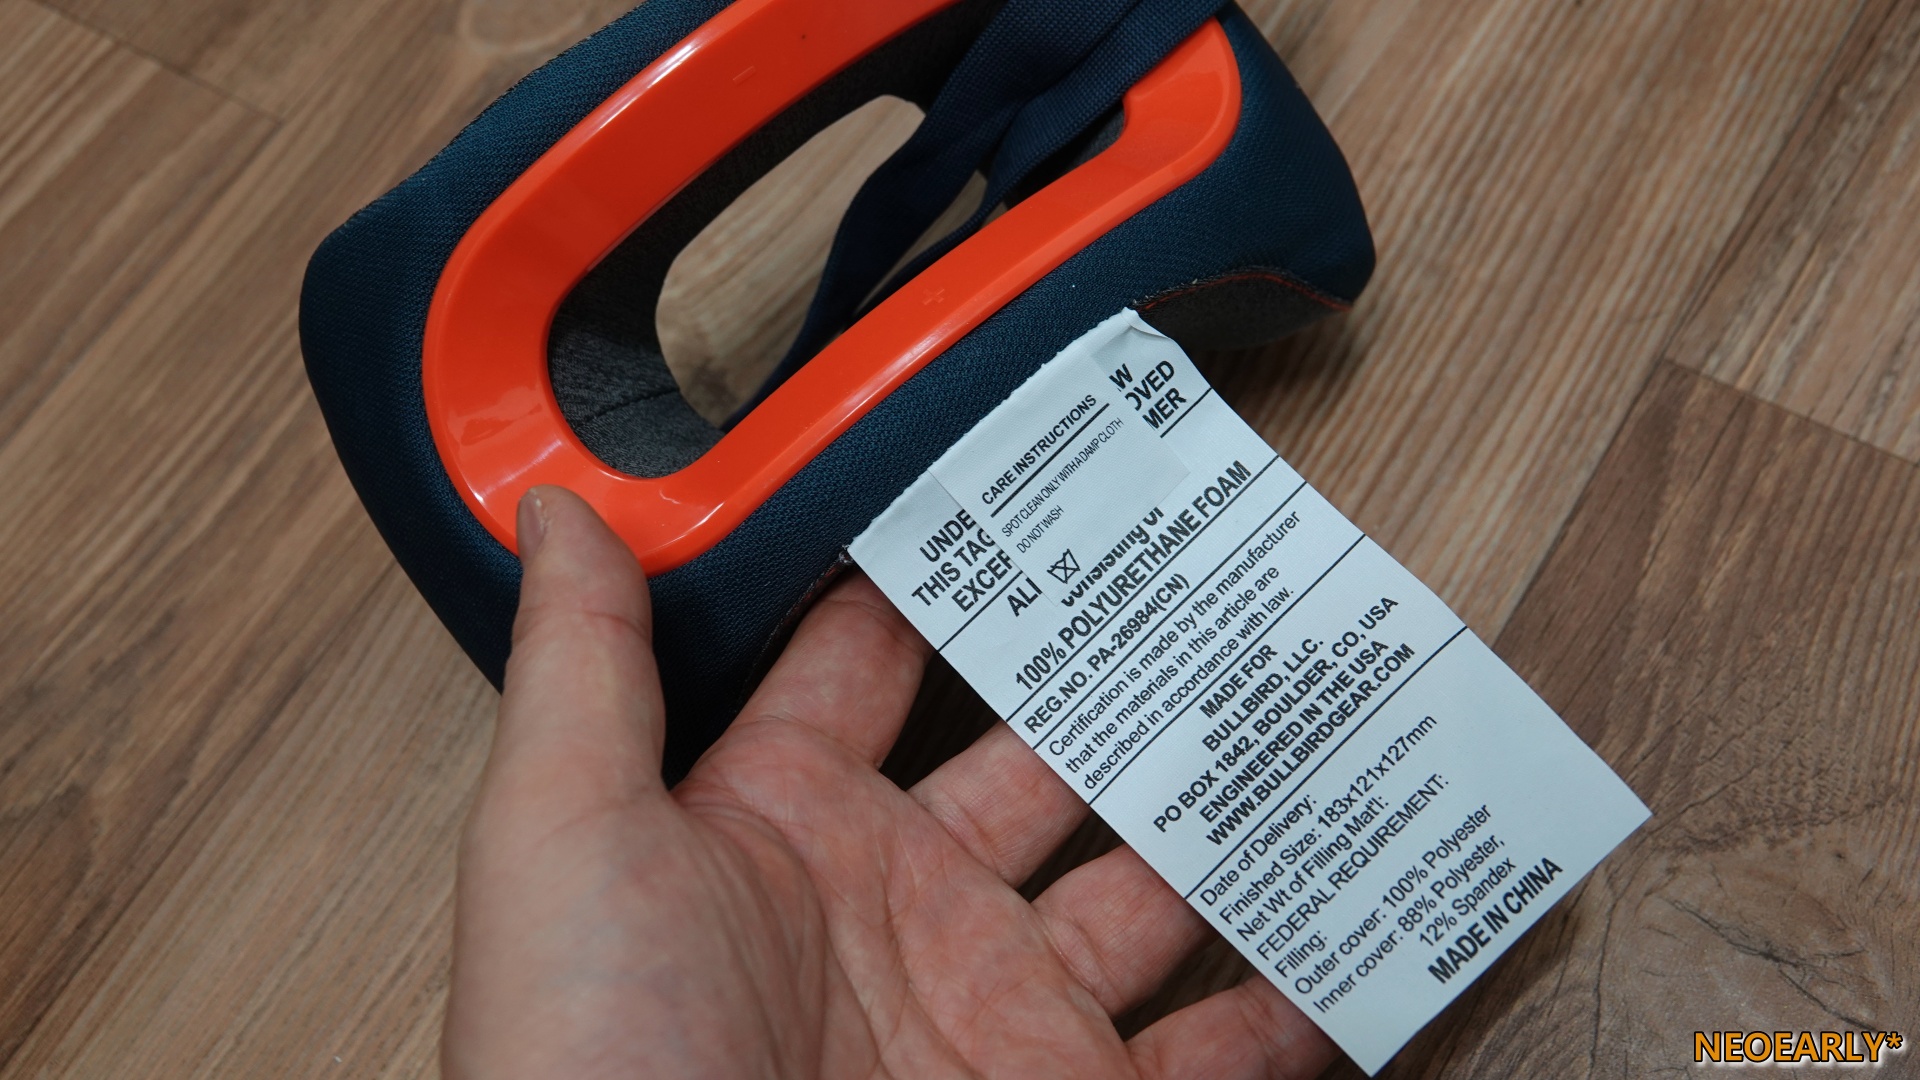 UNDE W
THIS TAG OVED
EXCEP MER
CARE INSTRUCTIONS
SPOT CLEAN ONLY WITH A DAMP CLOTH
DO NOT WASH
AL
consisting of
100% POLYURETHANE FOAM
REG.NO. PA-26984(CN)
Certification is made by the manufacturer
that the materials in this article are
described in accordance with law.
MADE FOR
BULLBIRD, LLC.
PO BOX 1842, BOULDER, CO, USA
ENGINEERED IN THE USA
WWW.BULLBIRDGEAR.COM
Date of Delivery:
Finished Size: 183x121x127mm
Net Wt of Filling Mat'l:
FEDERAL REQUIREMENT:
Filling:
Outer cover: 100% Polyester
Inner cover: 88% Polyester,
12% Spandex
MADE IN CHINA
NEOEARLY*